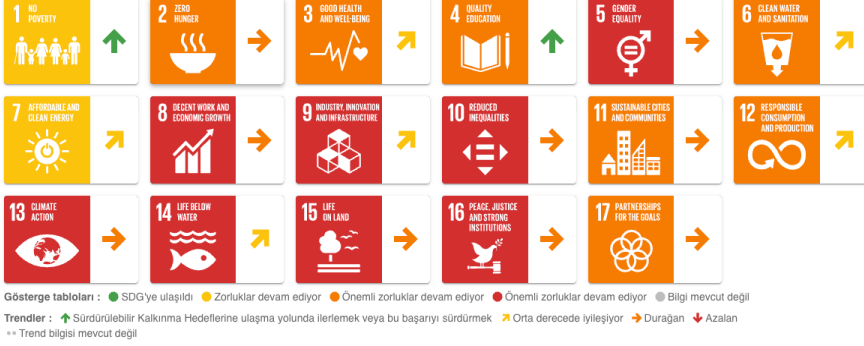 1 NO
POVERTY
2 ZERO
HUNGER
3 GOOD HEALTH
AND WELL-BEING
4 QUALITY
EDUCATION
5 GENDER
EQUALITY
6 CLEAN WATER
AND SANITATION
7 AFFORDABLE AND
CLEAN ENERGY
8 DECENT WORK AND
ECONOMIC GROWTH
9 INDUSTRY, INNOVATION
AND INFRASTRUCTURE
10 REDUCED
INEQUALITIES
11 SUSTAINABLE CITIES
AND COMMUNITIES
12 RESPONSIBLE
CONSUMPTION
AND PRODUCTION
13 CLIMATE
ACTION
14 LIFE BELOW
WATER
15 LIFE
ON LAND
16 PEACE, JUSTICE
AND STRONG
INSTITUTIONS
17 PARTNERSHIPS
FOR THE GOALS
Gösterge tabloları : SDG'ye ulaşıldı Zorluklar devam ediyor Önemli zorluklar devam ediyor Önemli zorluklar devam ediyor Bilgi mevcut değil
Trendler : Sürdürülebilir Kalkınma Hedeflerine ulaşma yolunda ilerlemek veya bu başarıyı sürdürmek Orta derecede iyileşiyor Durağan Azalan
Trend bilgisi mevcut değil